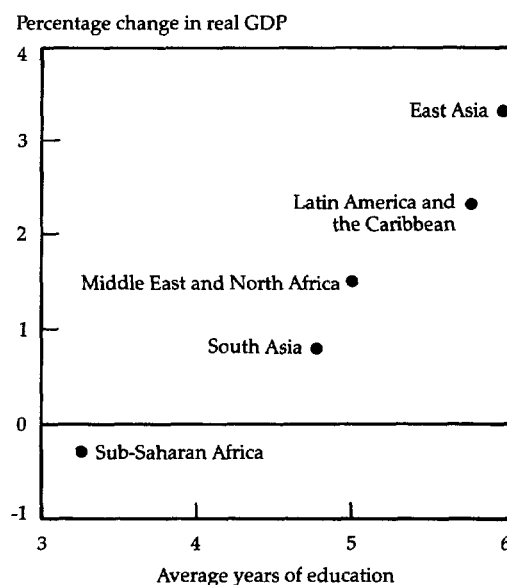 Percentage change in real GDP
4
East Asia
3
Latin America and
the Caribbean
2
Middle East and North Africa
1
South Asia
0
Sub-Saharan Africa
-1
3
4
5
6
Average years of education